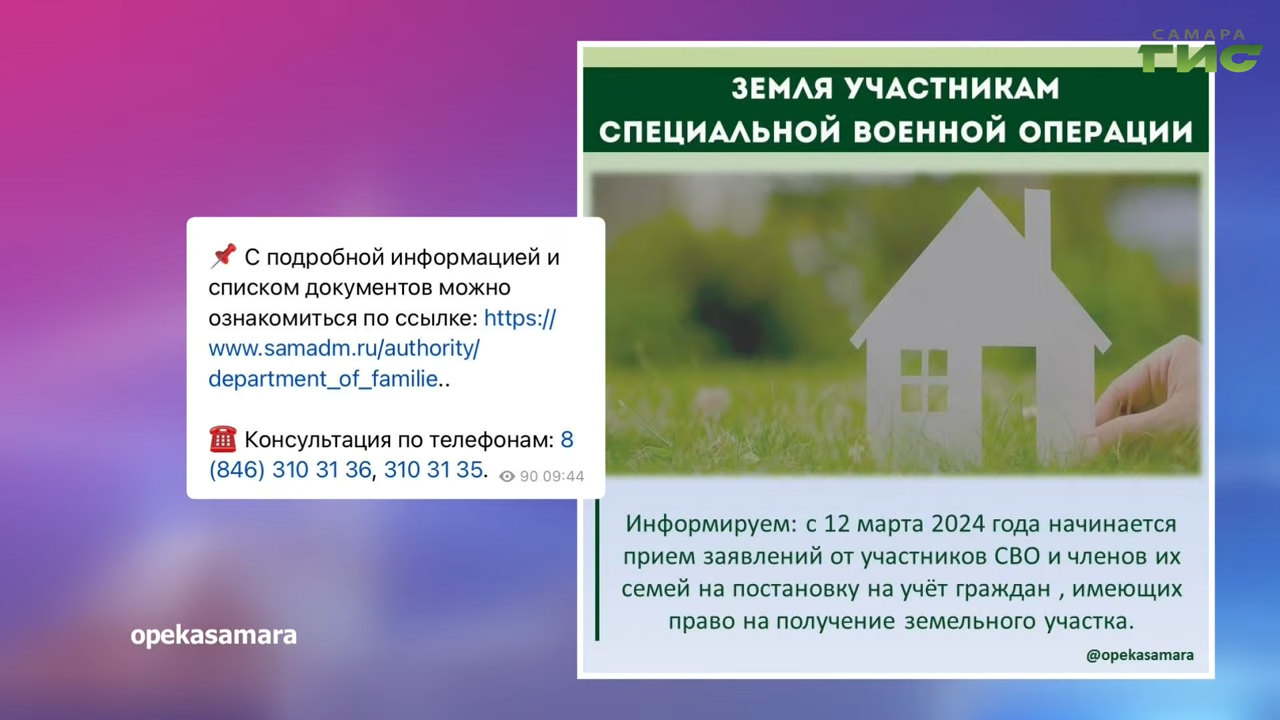 САМАРА
ГИС
ЗЕМЛЯ УЧАСТНИКАМ
СПЕЦИАЛЬНОЙ ВОЕННОЙ ОПЕРАЦИИ
📌 С подробной информацией и
списком документов можно
ознакомиться по ссылке: https://
www.samadm.ru/authority/
department_of_familie..
☎️ Консультация по телефонам: 8
(846) 310 31 36, 310 31 35.
90 09:44
Информируем: с 12 марта 2024 года начинается
прием заявлений от участников СВО и членов их
семей на постановку на учёт граждан , имеющих
право на получение земельного участка.
@opekasamara
opekasamara